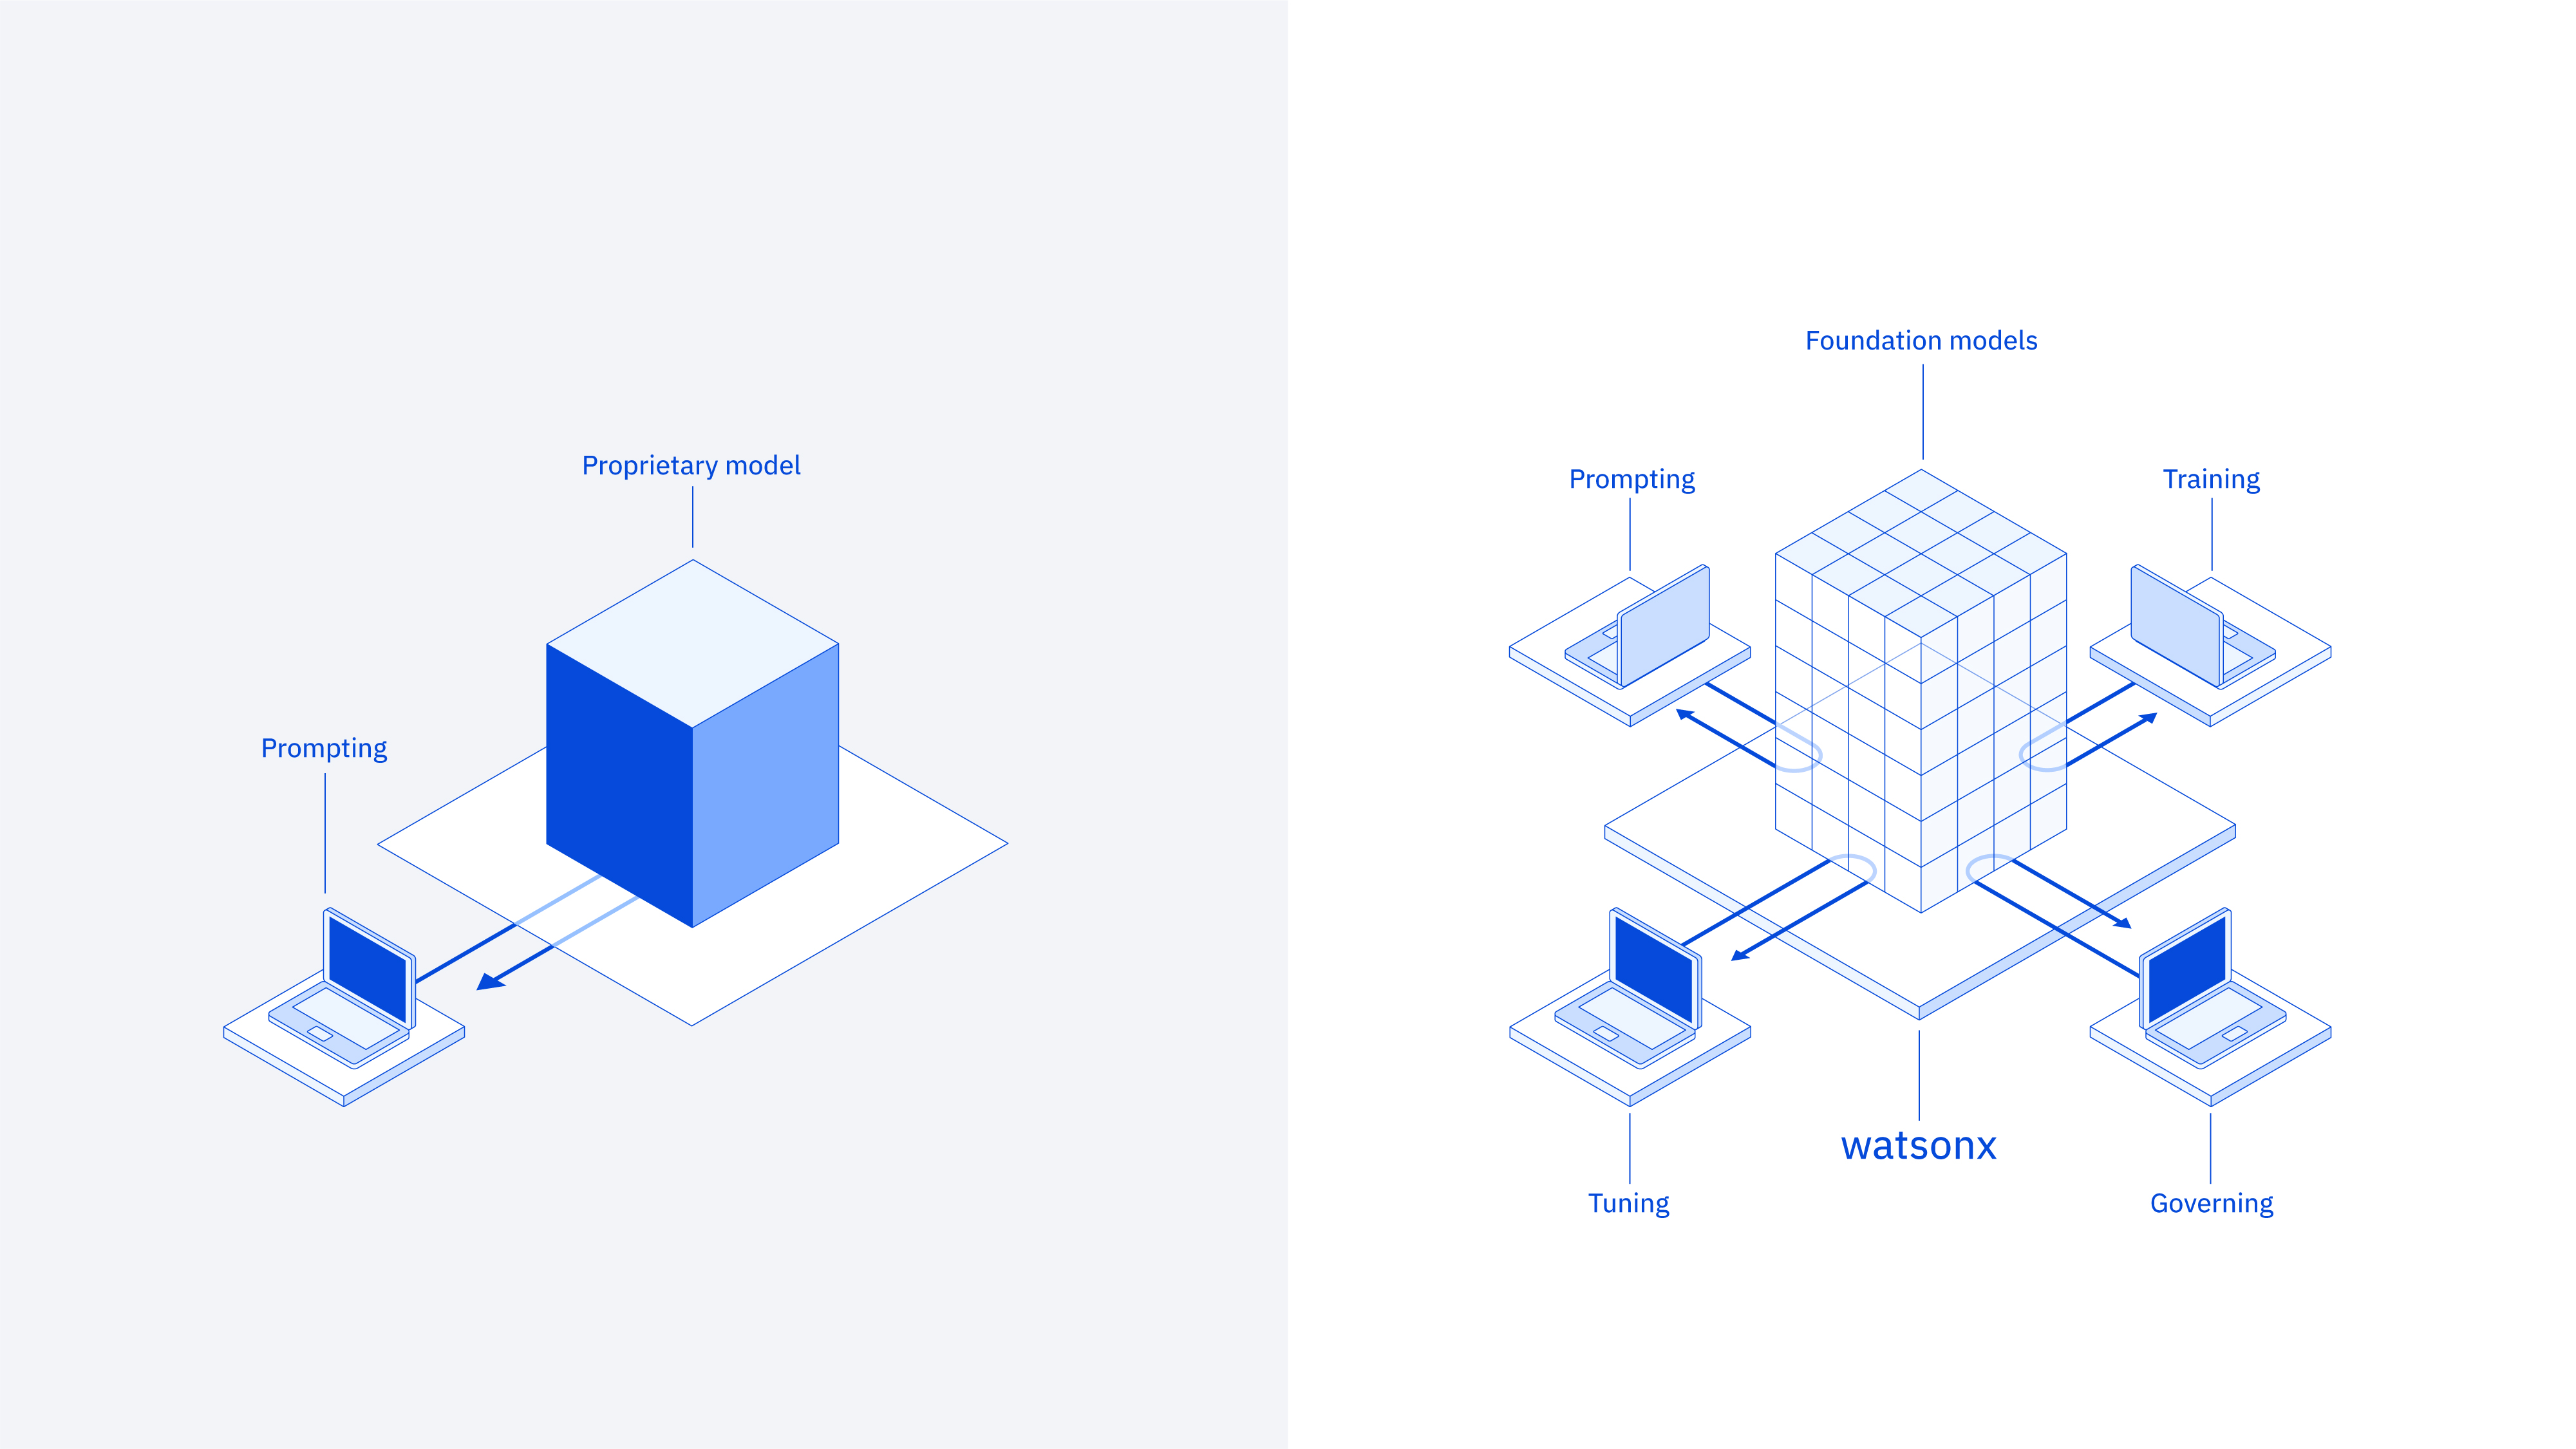 Proprietary model
Prompting
Foundation models
Prompting
Training
watsonx
Tuning
Governing